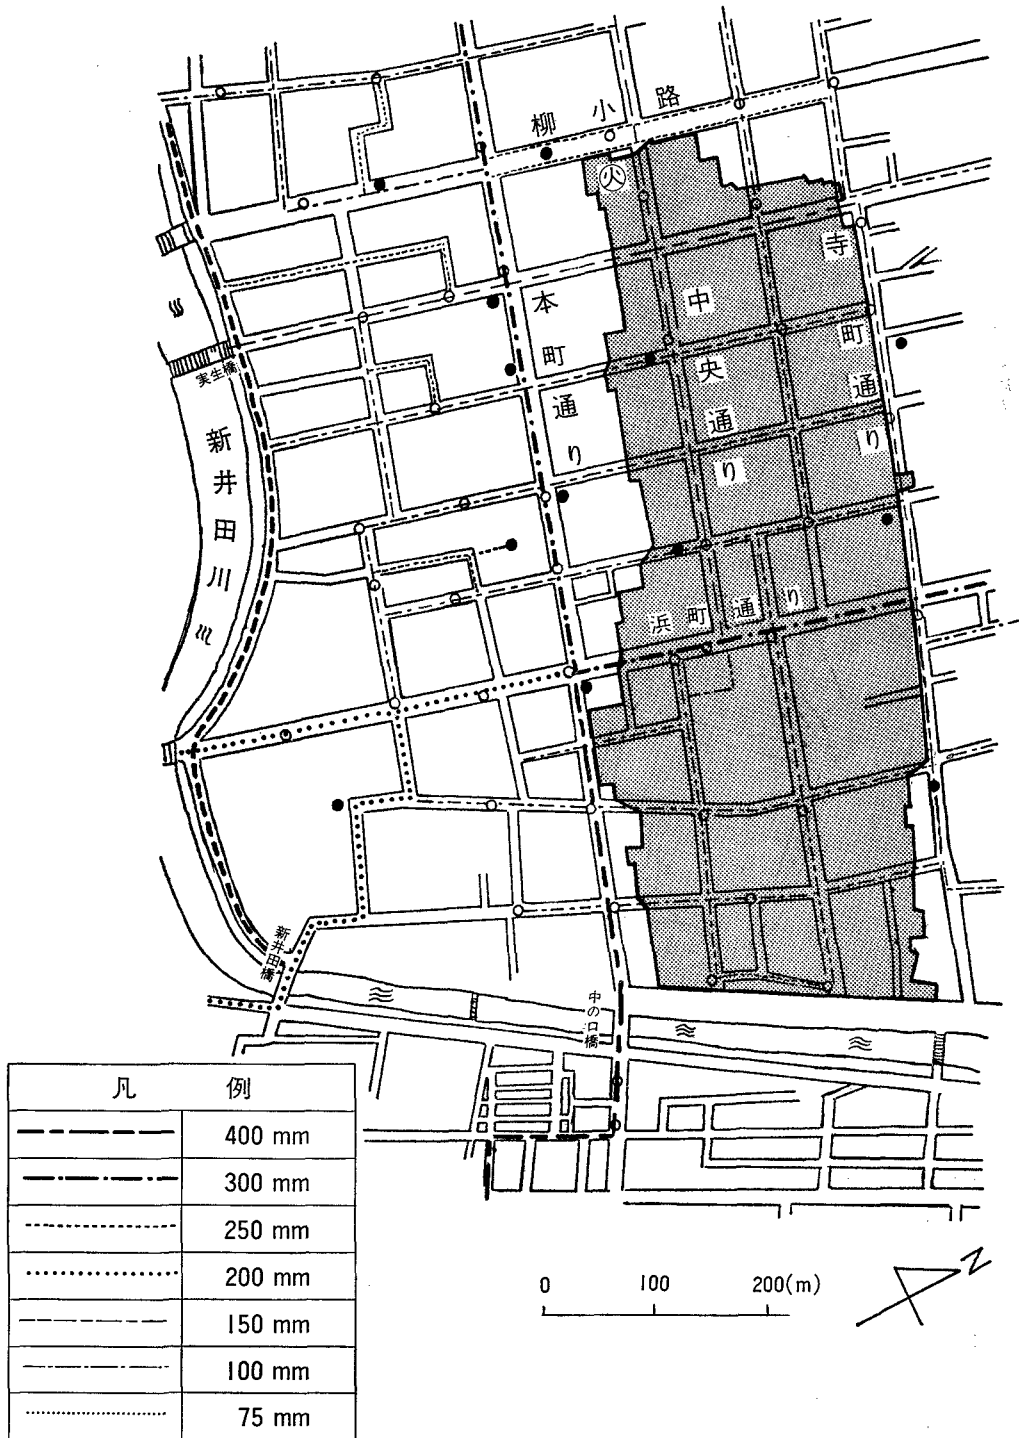 柳小路
火
寺町通り
中央通り
本町通り
実生橋
新井田川
浜町通り
新井田橋
中の口橋
凡例
400 mm
300 mm
250 mm
200 mm
150 mm
100 mm
75 mm
0 100 200(m)
N